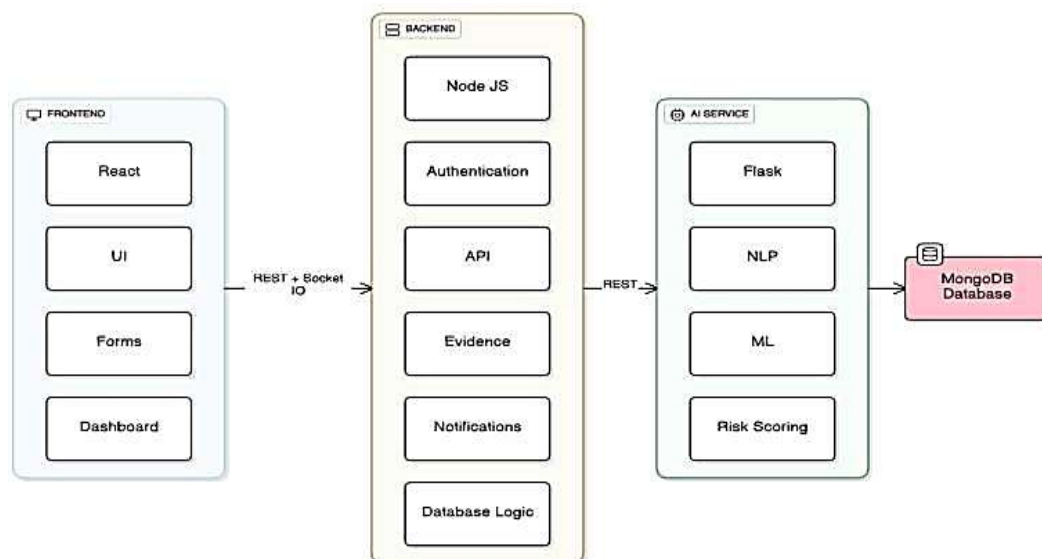 FRONTEND
React
UI
Forms
Dashboard
REST + Socket
IO
BACKEND
Node JS
Authentication
API
Evidence
Notifications
Database Logic
REST
AI SERVICE
Flask
NLP
ML
Risk Scoring
MongoDB
Database